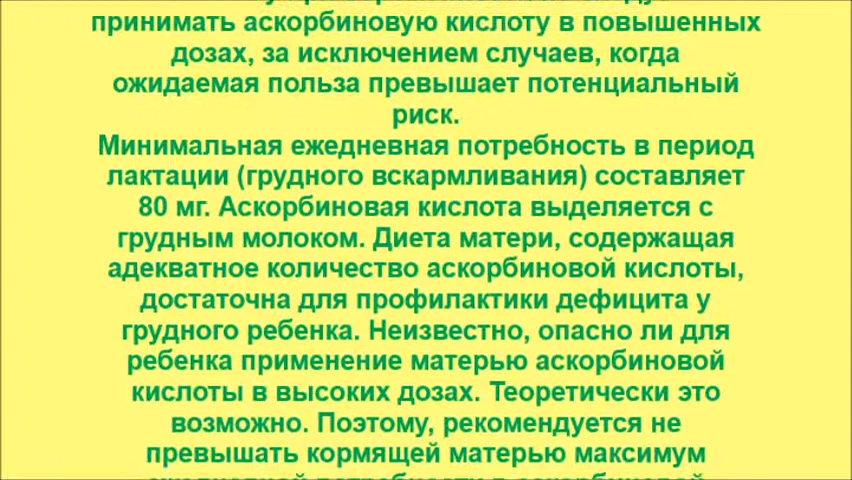 принимать аскорбиновую кислоту в повышенных
дозах, за исключением случаев, когда
ожидаемая польза превышает потенциальный
риск.
Минимальная ежедневная потребность в период
лактации (грудного вскармливания) составляет
80 мг. Аскорбиновая кислота выделяется с
грудным молоком. Диета матери, содержащая
адекватное количество аскорбиновой кислоты,
достаточна для профилактики дефицита у
грудного ребенка. Неизвестно, опасно ли для
ребенка применение матерью аскорбиновой
кислоты в высоких дозах. Теоретически это
возможно. Поэтому, рекомендуется не
превышать кормящей матерью максимум